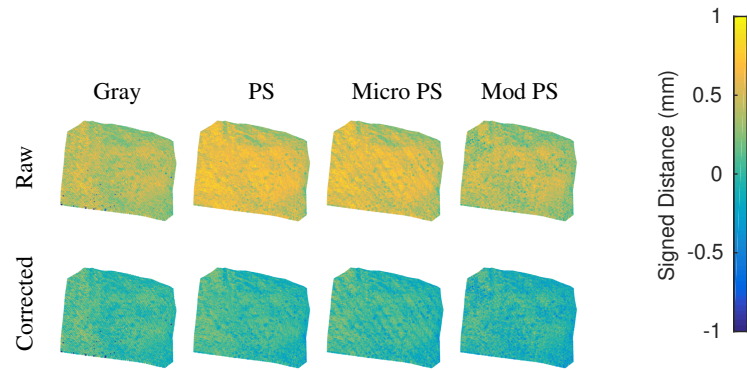 Gray PS Micro PS Mod PS
Raw
Corrected
1
0.5
0
-0.5
-1
Signed Distance (mm)